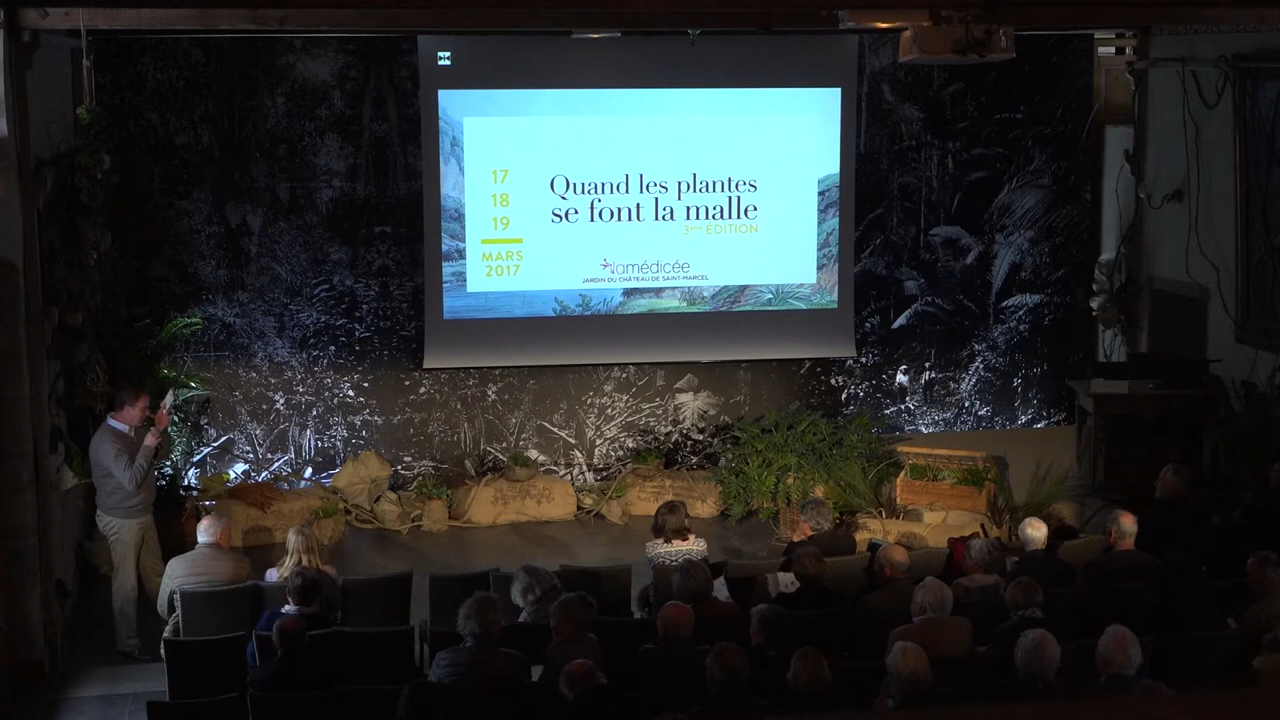 17
18
19
MARS
2017
Quand les plantes
se font la malle
3ème ÉDITION
lamédicée
JARDIN DU CHÂTEAU DE SAINT-MARCEL